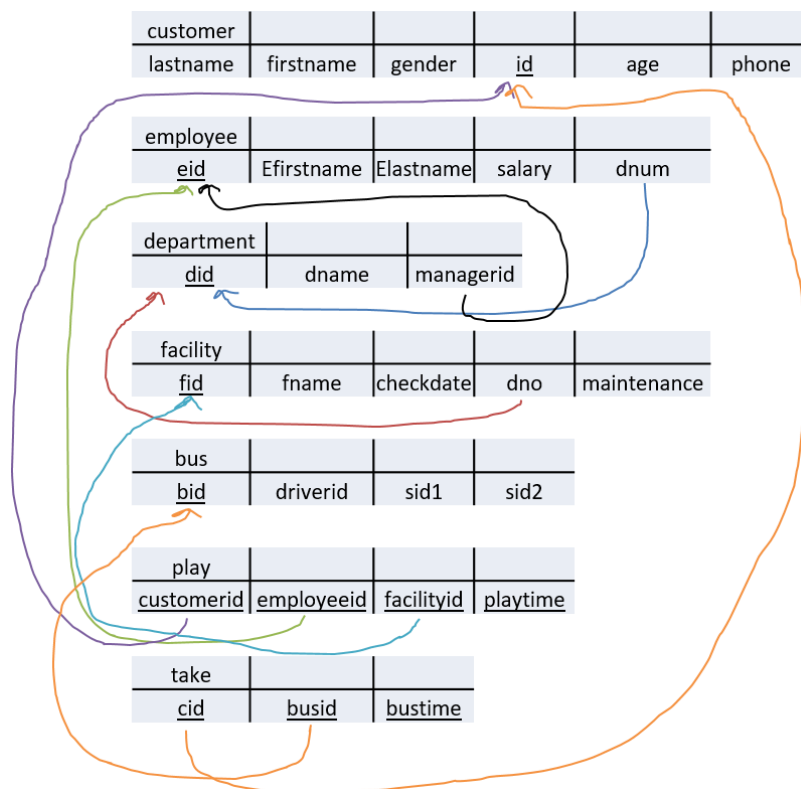 customer
lastname firstname gender id age phone
employee
eid Efirstname Elastname salary dnum
department
did dname managerid
facility
fid fname checkdate dno maintenance
bus
bid driverid sid1 sid2
play
customerid employeeid facilityid playtime
take
cid busid bustime